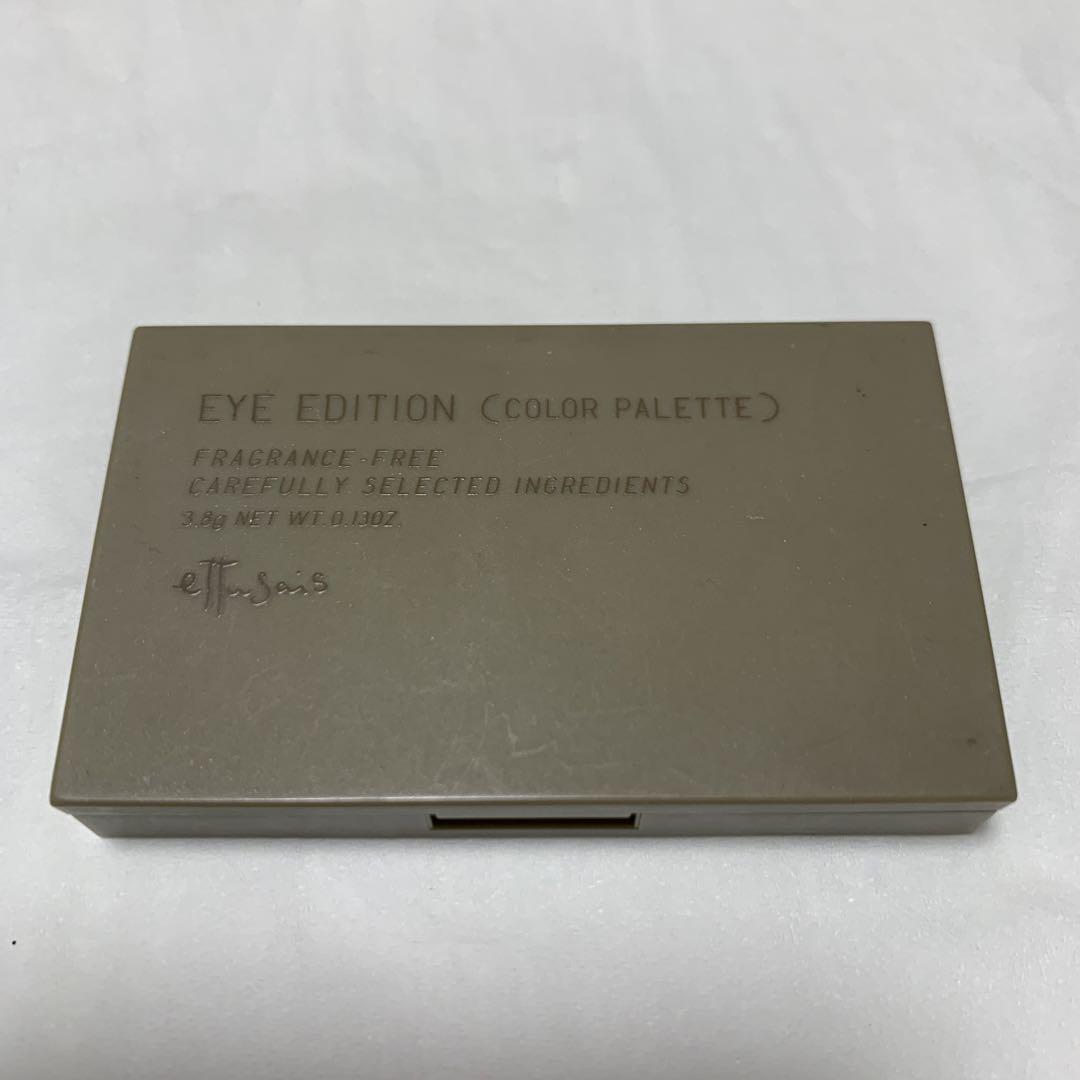 EYE EDITION (COLOR PALETTE)
FRAGRANCE-FREE
CAREFULLY SELECTED INGREDIENTS
3.8g NET WT. 0.13OZ.
ettusais